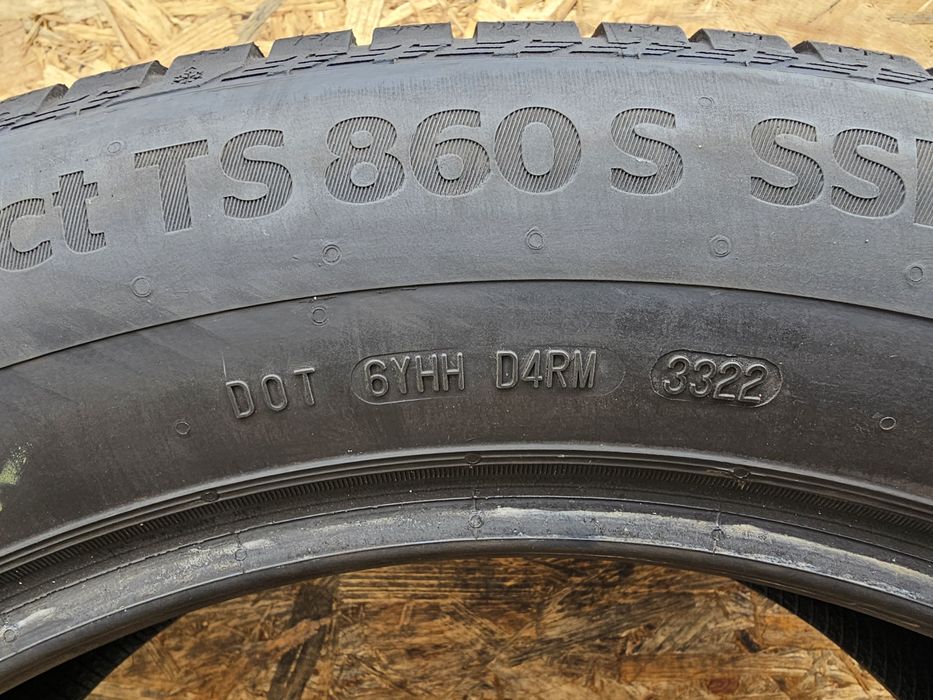 ct TS 860 S SS
DOT 6YHH D4RM 3322